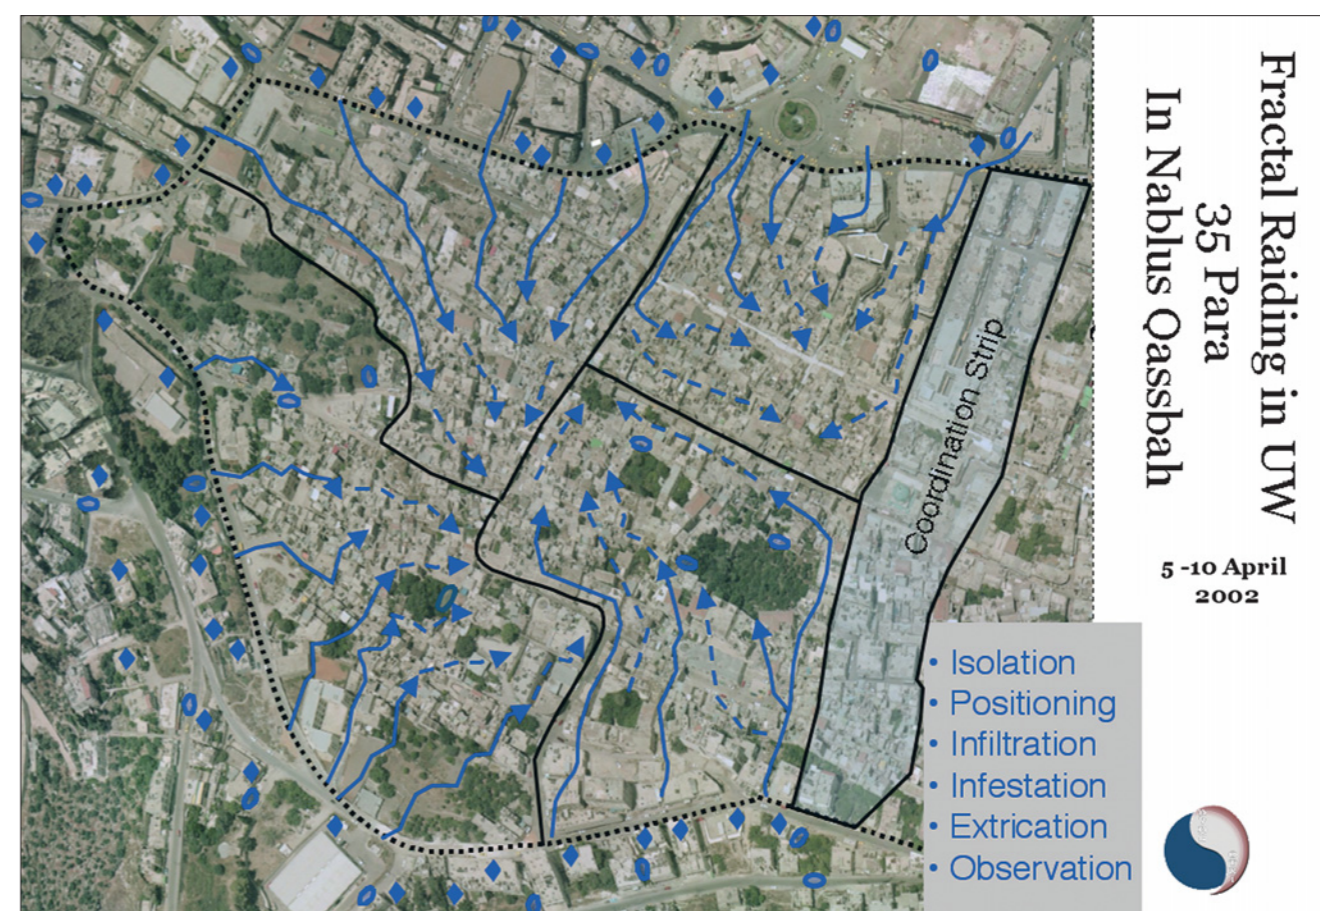 Fractal Raiding in UW
35 Para
In Nablus Qassbah
5 -10 April
2002
Coordination Strip
• Isolation
• Positioning
• Infiltration
• Infestation
• Extrication
• Observation